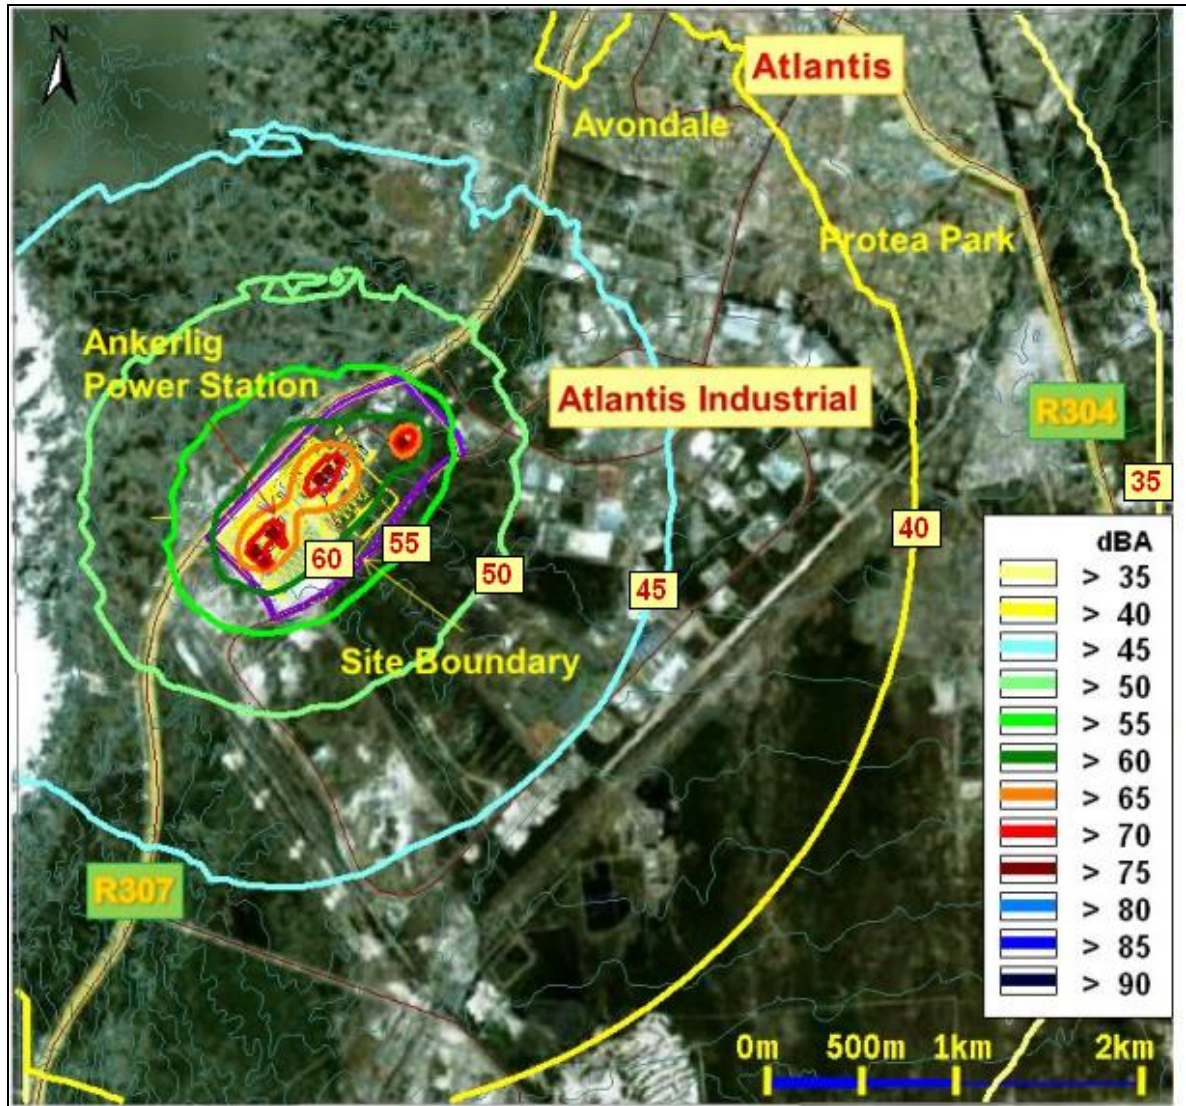 N
Atlantis
Avondale
Protea Park
Ankerlig
Power Station
Atlantis Industrial
R304
35
40
60
55
50
45
Site Boundary
R307
dBA
> 35
> 40
> 45
> 50
> 55
> 60
> 65
> 70
> 75
> 80
> 85
> 90
0m 500m 1km 2km